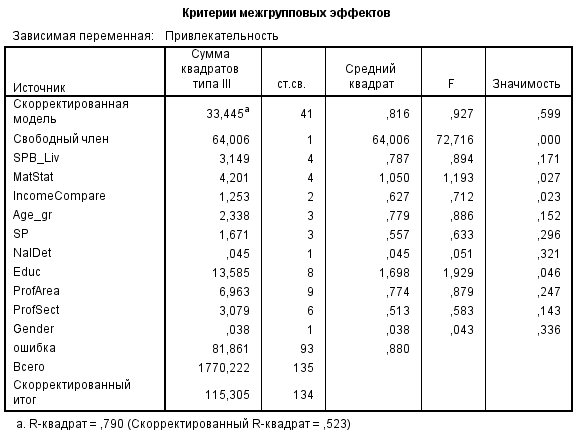 Критерии межгрупповых эффектов
Зависимая переменная: Привлекательность
Источник Сумма квадратов типа III ст.св. Средний квадрат F Значимость
Скорректированная модель 33,445a 41 ,816 ,927 ,599
Свободный член 64,006 1 64,006 72,716 ,000
SPB_Liv 3,149 4 ,787 ,894 ,171
MatStat 4,201 4 1,050 1,193 ,027
IncomeCompare 1,253 2 ,627 ,712 ,023
Age_gr 2,338 3 ,779 ,886 ,152
SP 1,671 3 ,557 ,633 ,296
NalDet ,045 1 ,045 ,051 ,321
Educ 13,585 8 1,698 1,929 ,046
ProfArea 6,963 9 ,774 ,879 ,247
ProfSect 3,079 6 ,513 ,583 ,143
Gender ,038 1 ,038 ,043 ,336
ошибка 81,861 93 ,880
Всего 1770,222 135
Скорректированный итог 115,305 134
a. R-квадрат = ,790 (Скорректированный R-квадрат = ,523)